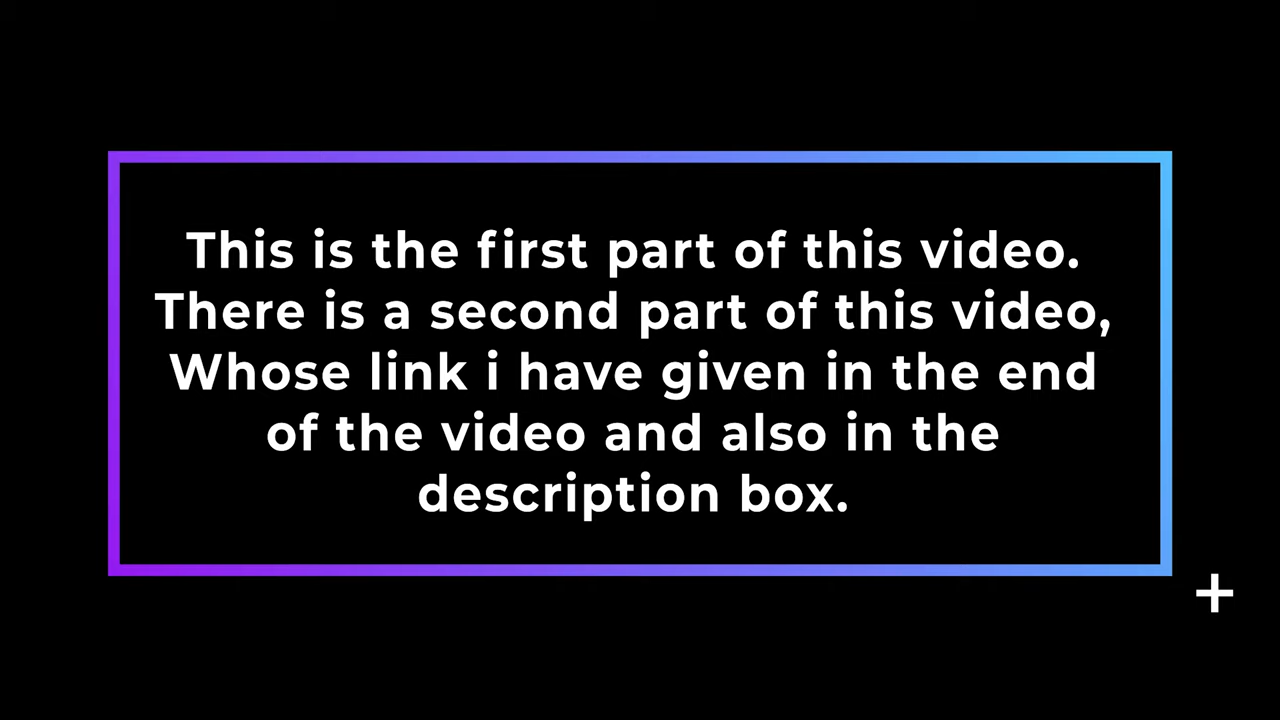 This is the first part of this video.
There is a second part of this video,
Whose link i have given in the end
of the video and also in the
description box.